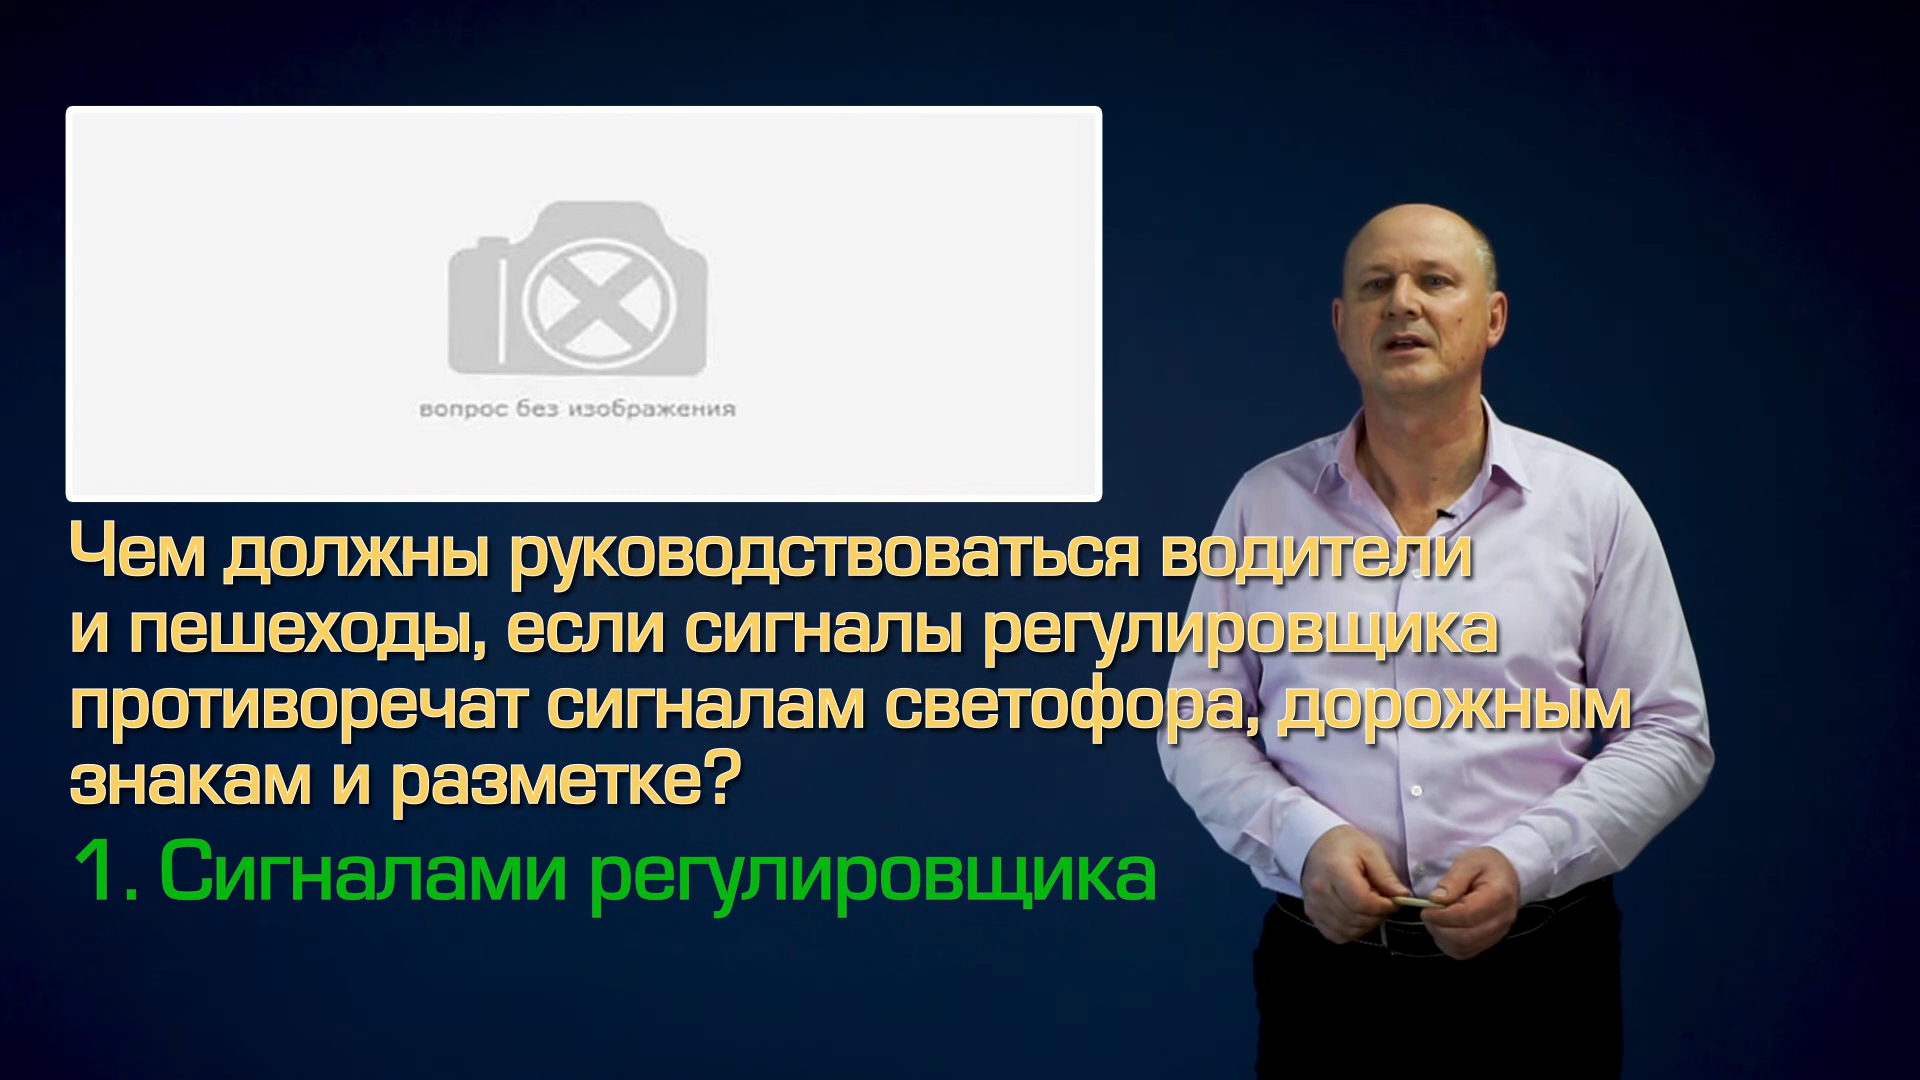 вопрос без изображения
Чем должны руководствоваться водители
и пешеходы, если сигналы регулировщика
противоречат сигналам светофора, дорожным
знакам и разметке?
1. Сигналами регулировщика